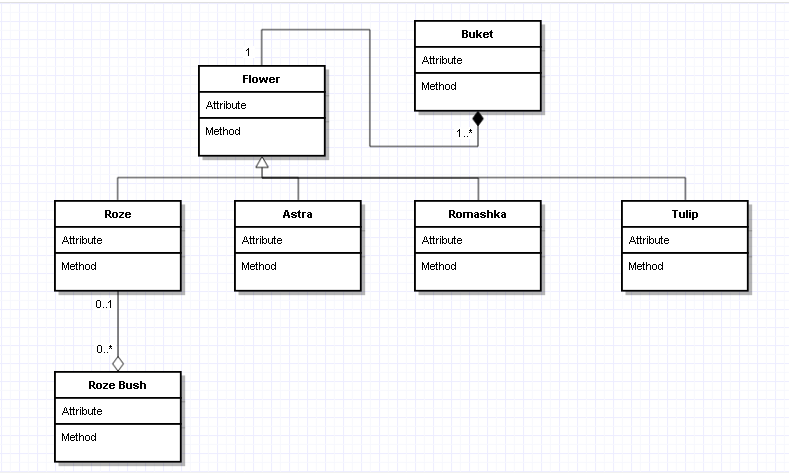 Buket
Attribute
Method
1
1..*
Flower
Attribute
Method
Roze
Attribute
Method
Astra
Attribute
Method
Romashka
Attribute
Method
Tulip
Attribute
Method
0..1
0..*
Roze Bush
Attribute
Method